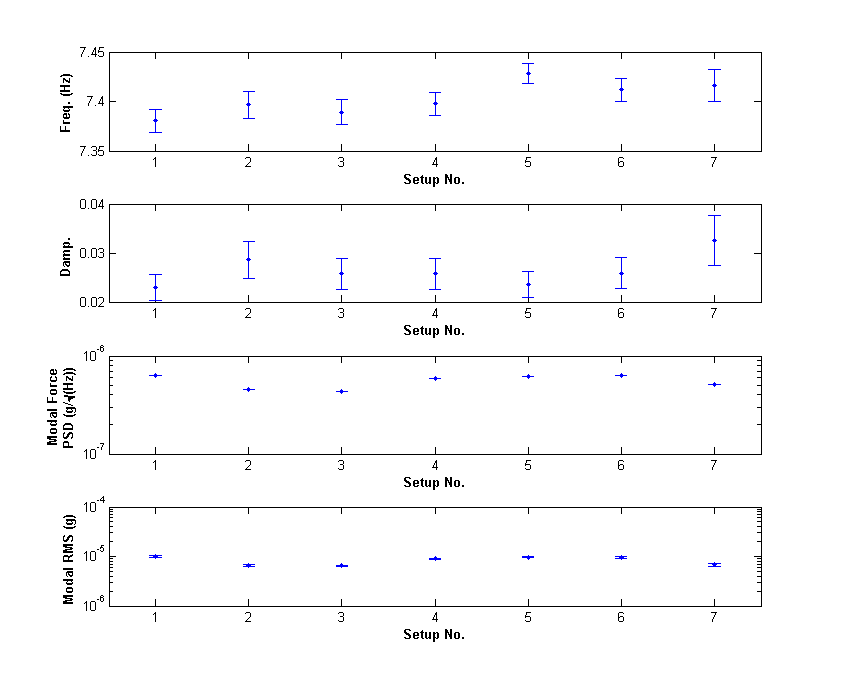 7.45
7.4
7.35
Freq. (Hz)
1 2 3 4 5 6 7
Setup No.
0.04
0.03
0.02
Damp.
1 2 3 4 5 6 7
Setup No.
10^-6
10^-7
Modal Force
PSD (g/√(Hz))
1 2 3 4 5 6 7
Setup No.
10^-4
10^-5
10^-6
Modal RMS (g)
1 2 3 4 5 6 7
Setup No.